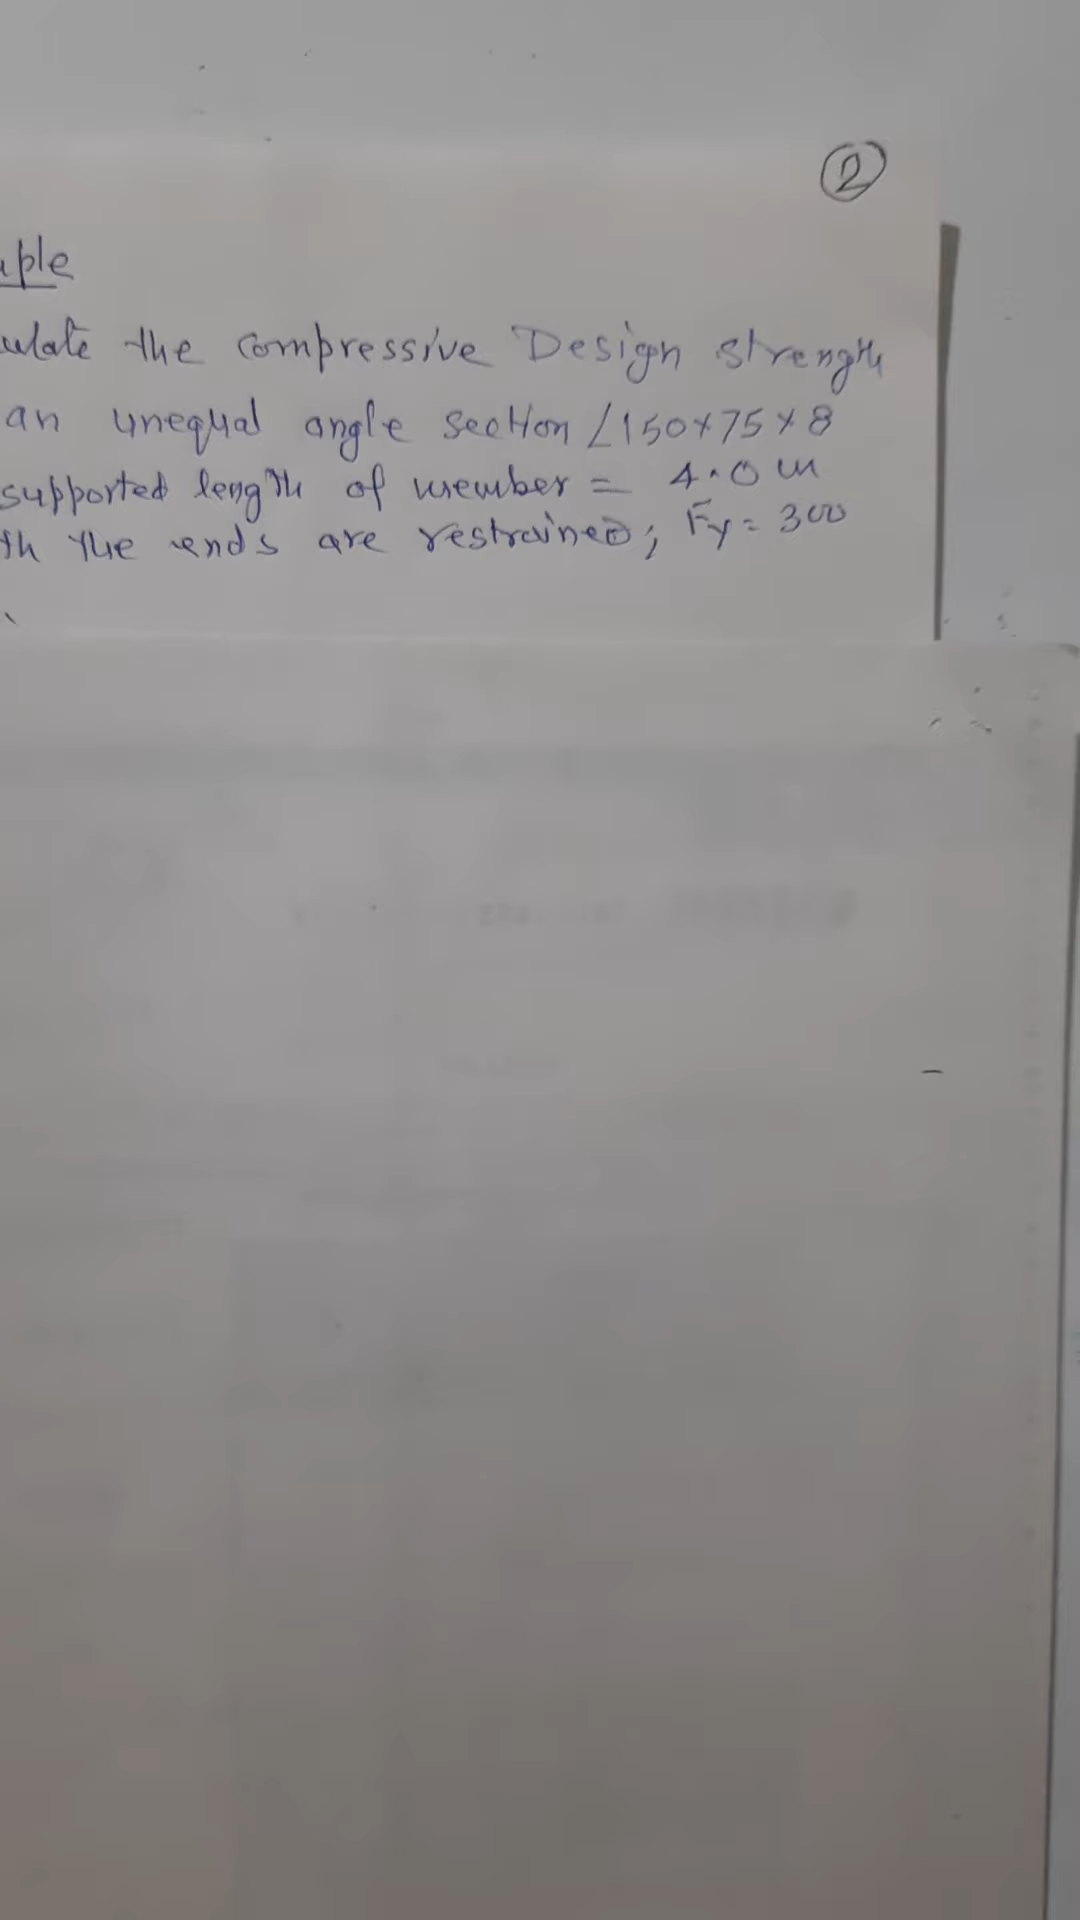 2
uple
ulate the compressive Design strength
an unequal angle section ∠150×75×8
supported length of member = 4.0 m
th the ends are restrained; Fy = 300